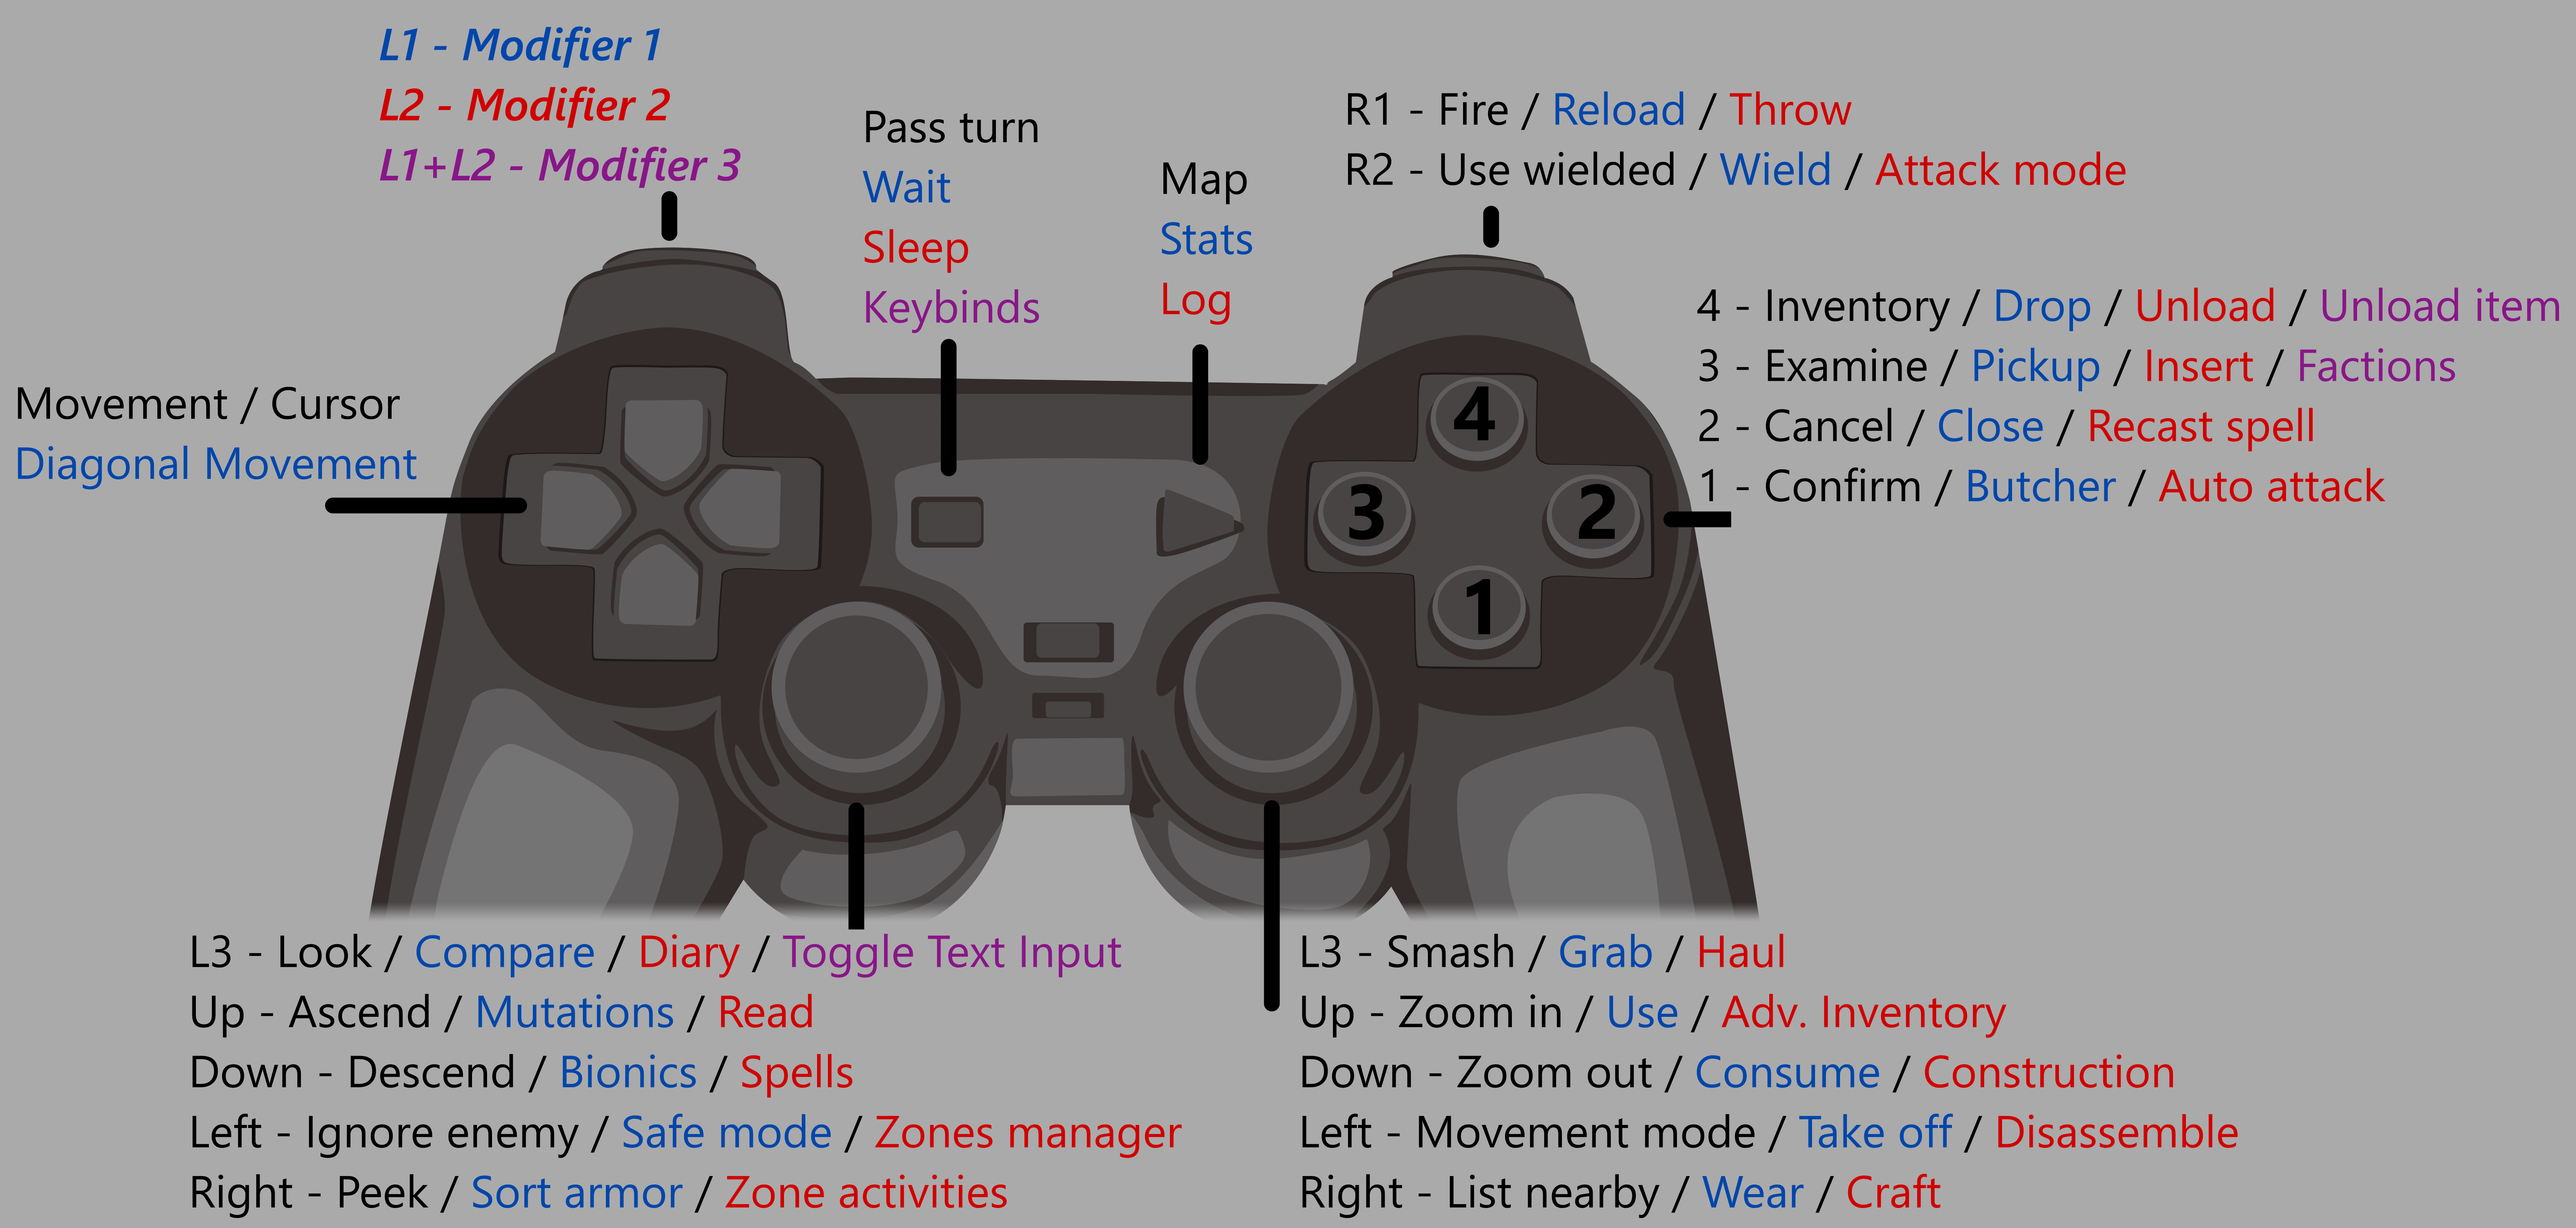 L1 - Modifier 1
L2 - Modifier 2
L1+L2 - Modifier 3
Pass turn
Wait
Sleep
Keybinds
Map
Stats
Log
R1 - Fire / Reload / Throw
R2 - Use wielded / Wield / Attack mode
4 - Inventory / Drop / Unload / Unload item
3 - Examine / Pickup / Insert / Factions
2 - Cancel / Close / Recast spell
1 - Confirm / Butcher / Auto attack
Movement / Cursor
Diagonal Movement
4
3
2
1
L3 - Look / Compare / Diary / Toggle Text Input
Up - Ascend / Mutations / Read
Down - Descend / Bionics / Spells
Left - Ignore enemy / Safe mode / Zones manager
Right - Peek / Sort armor / Zone activities
L3 - Smash / Grab / Haul
Up - Zoom in / Use / Adv. Inventory
Down - Zoom out / Consume / Construction
Left - Movement mode / Take off / Disassemble
Right - List nearby / Wear / Craft